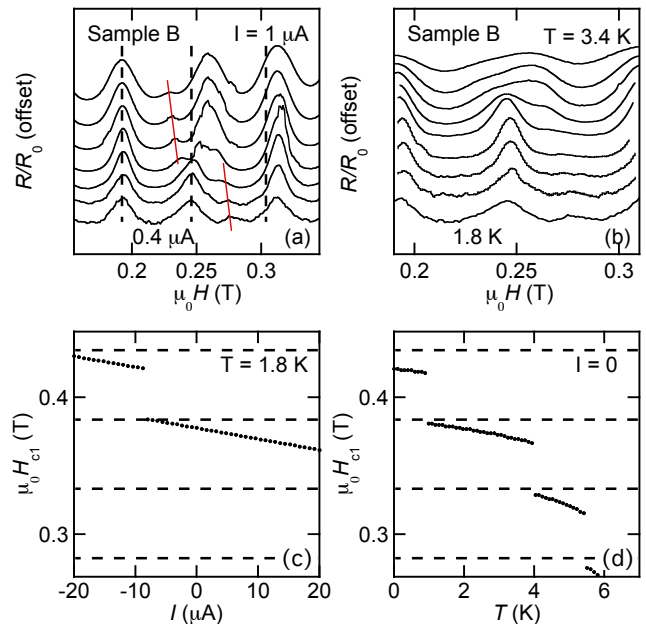 Sample B I = 1 μA
R/R0 (offset)
0.4 μA (a)
0.2 0.25 0.3
μ0H (T)
Sample B T = 3.4 K
R/R0 (offset)
1.8 K (b)
0.2 0.25 0.3
μ0H (T)
T = 1.8 K
0.4
μ0Hc1 (T)
0.3
(c)
-20 -10 0 10 20
I (μA)
I = 0
0.4
μ0Hc1 (T)
0.3
(d)
0 2 4 6
T (K)